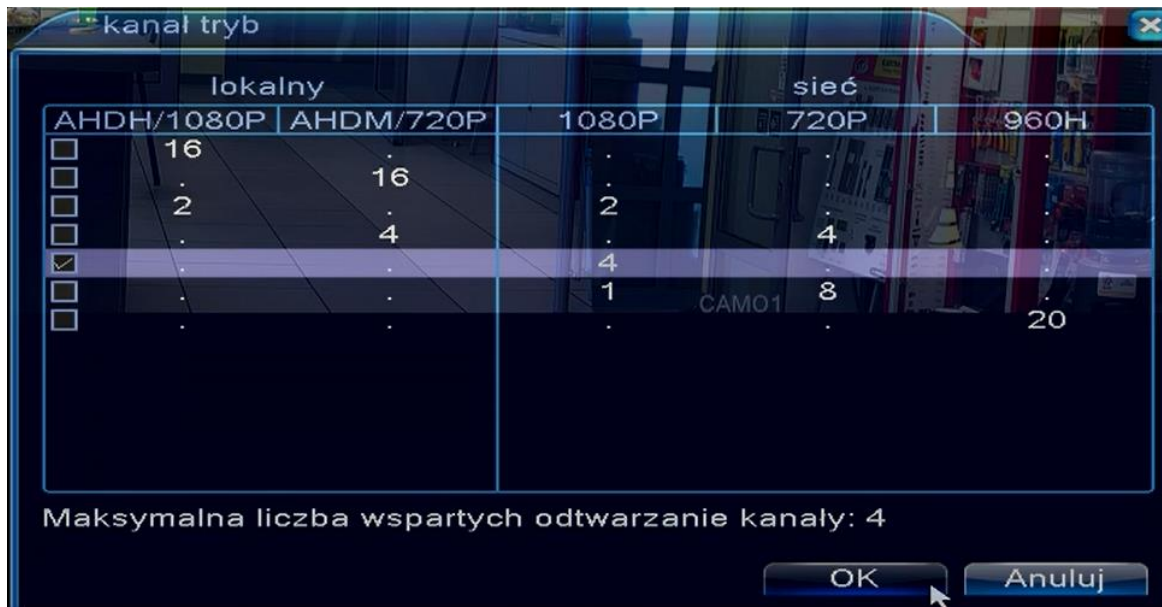 kanał tryb
lokalny sieć
AHDH/1080P AHDM/720P 1080P 720P 960H
16 . . . .
. 16 . . .
2 . 2 . .
. 4 . 4 .
. . 4 . .
. . 1 8 .
CAMO1
. . . . 20
Maksymalna liczba wspartych odtwarzanie kanały: 4
OK Anuluj